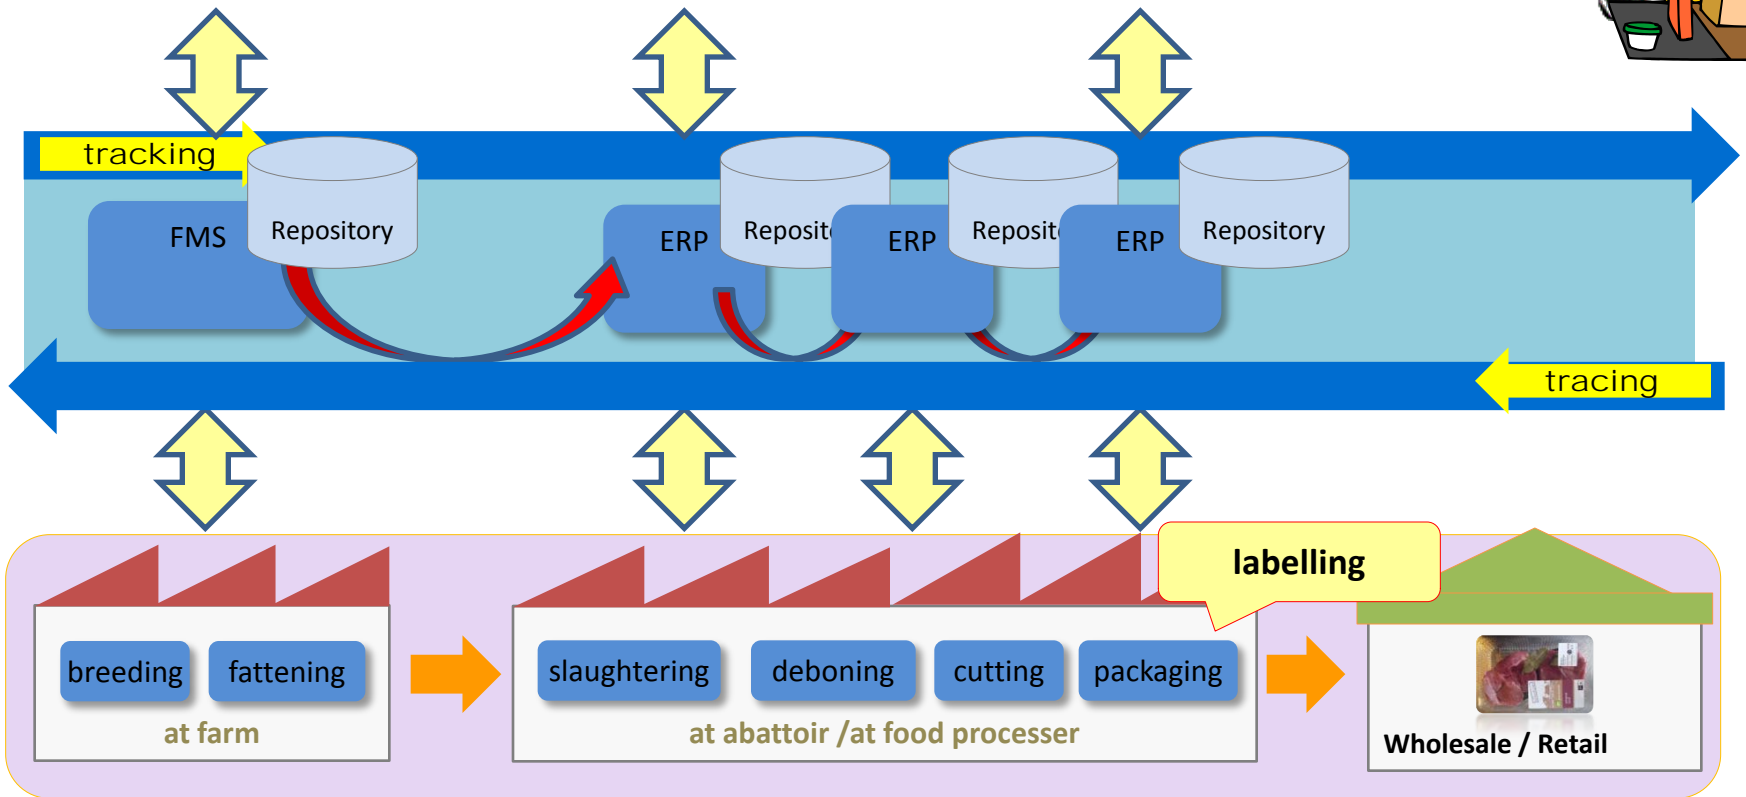 tracking
FMS
Repository
ERP
Reposit
ERP
Reposit
ERP
Repository
tracing
labelling
breeding
fattening
slaughtering
deboning
cutting
packaging
at farm
at abattoir /at food processer
Wholesale / Retail